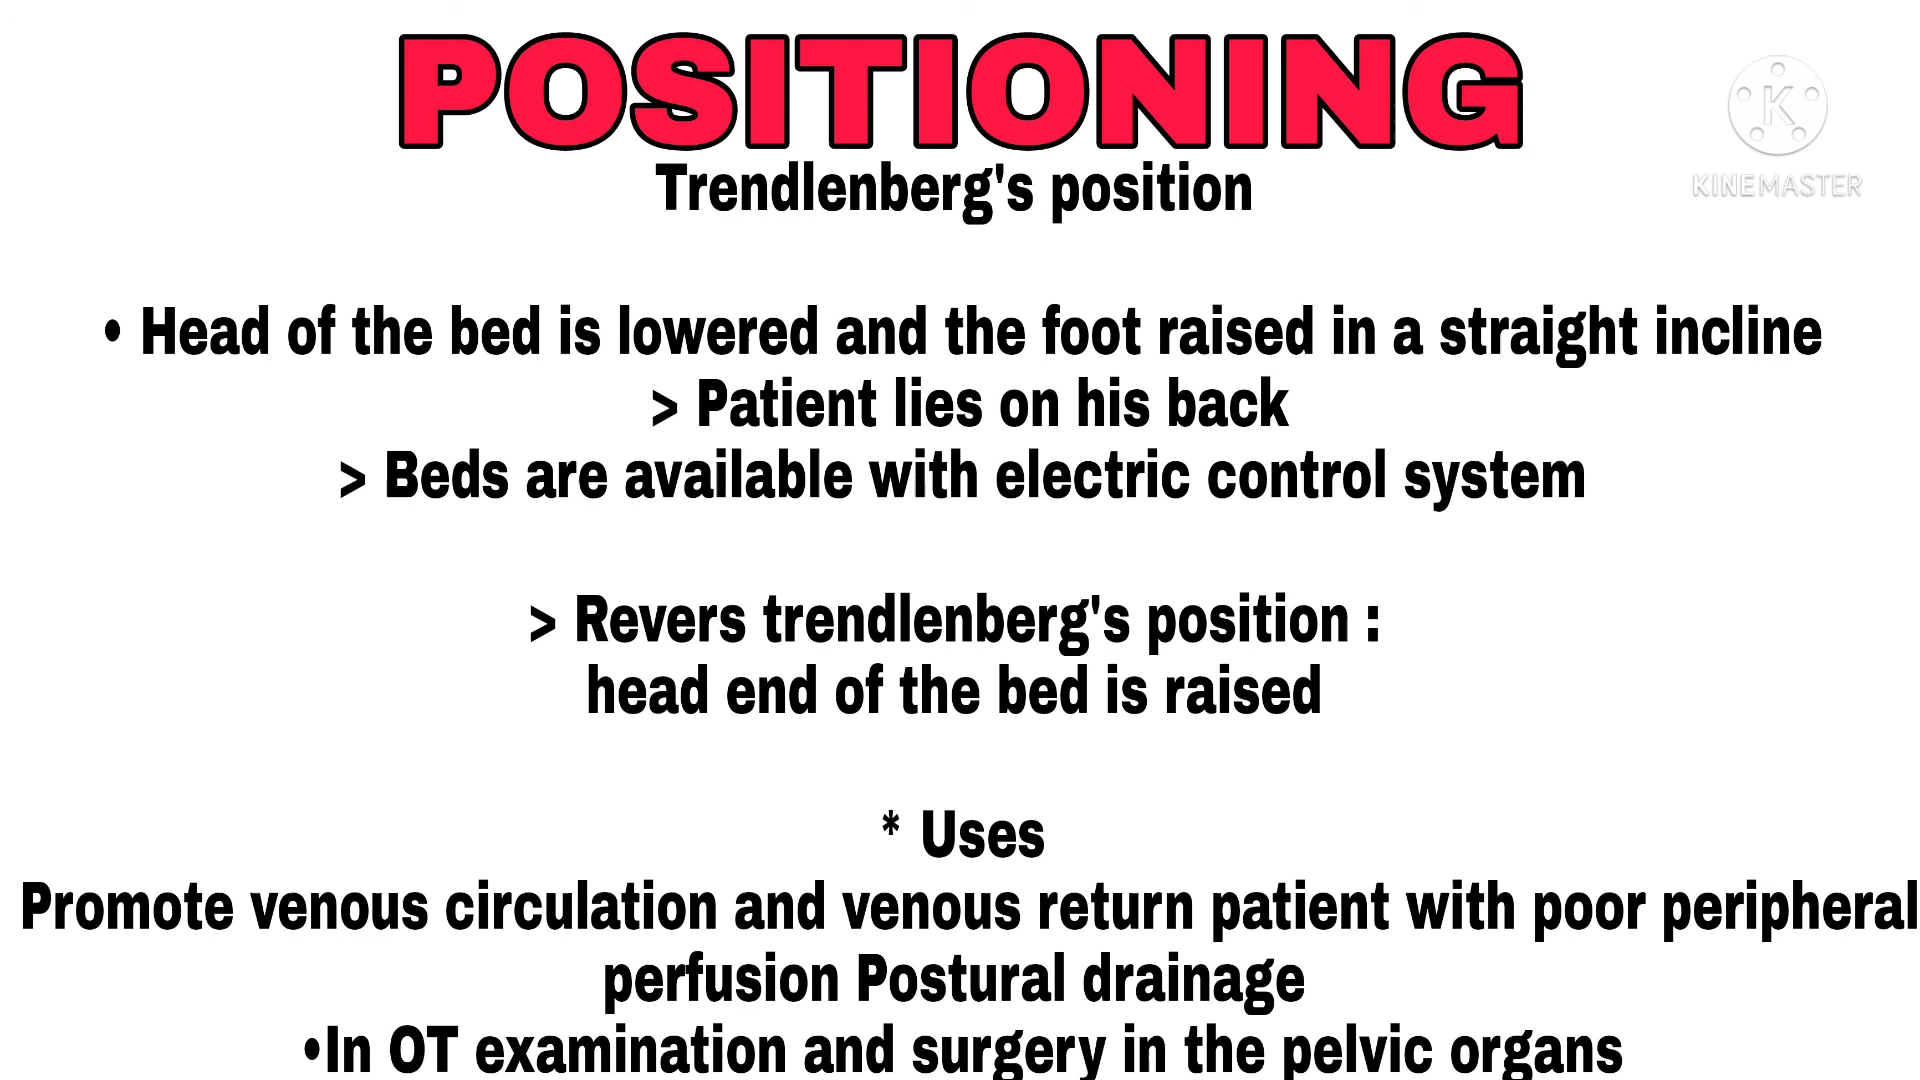 POSITIONING
KINEMASTER
Trendlenberg's position
• Head of the bed is lowered and the foot raised in a straight incline
> Patient lies on his back
> Beds are available with electric control system
> Revers trendlenberg's position :
head end of the bed is raised
* Uses
Promote venous circulation and venous return patient with poor peripheral
perfusion Postural drainage
•In OT examination and surgery in the pelvic organs